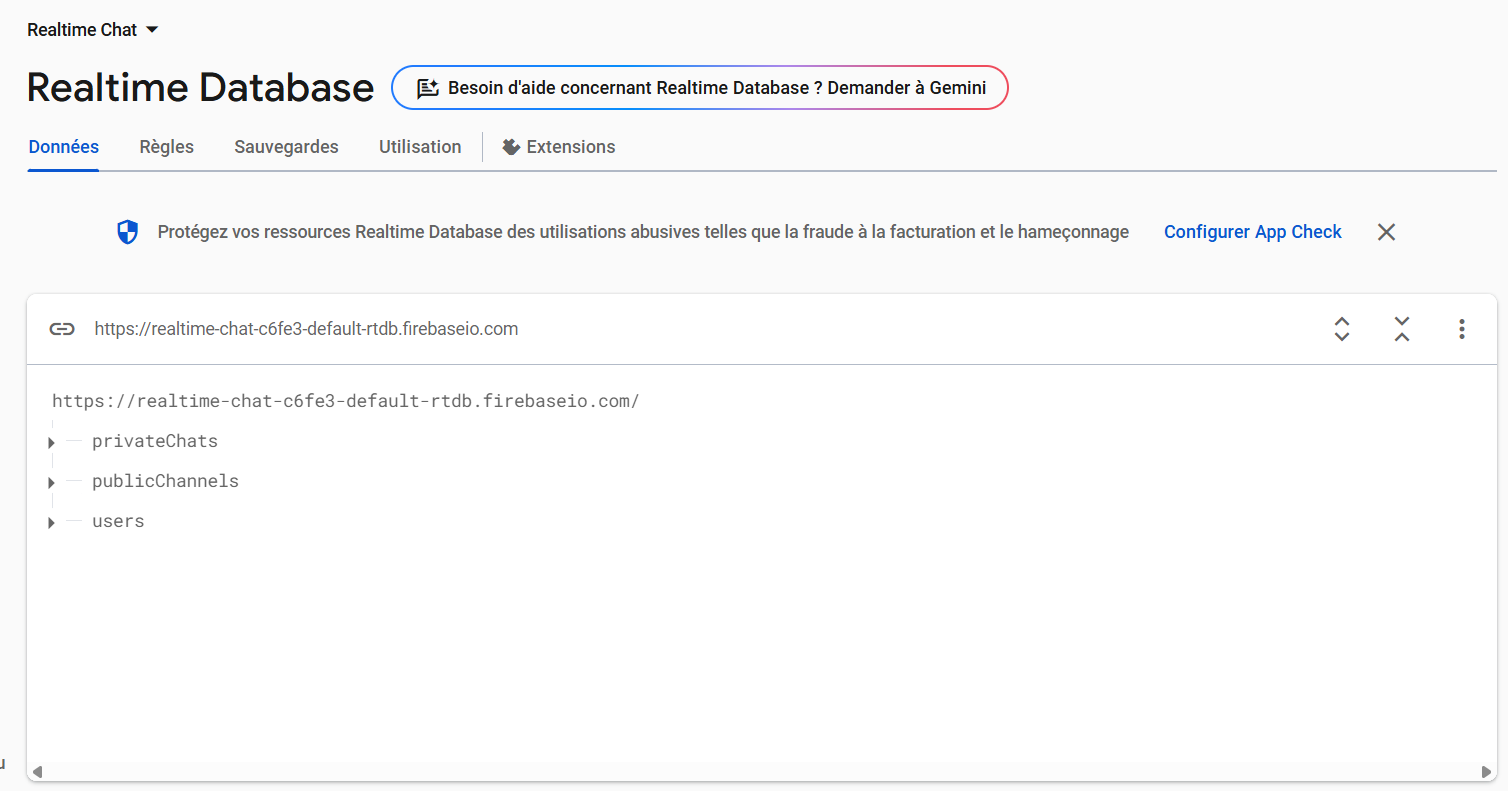 Realtime Chat
Realtime Database
Besoin d'aide concernant Realtime Database ? Demander à Gemini
Données Règles Sauvegardes Utilisation Extensions
Protégez vos ressources Realtime Database des utilisations abusives telles que la fraude à la facturation et le hameçonnage Configurer App Check
https://realtime-chat-c6fe3-default-rtdb.firebaseio.com
https://realtime-chat-c6fe3-default-rtdb.firebaseio.com/
privateChats
publicChannels
users